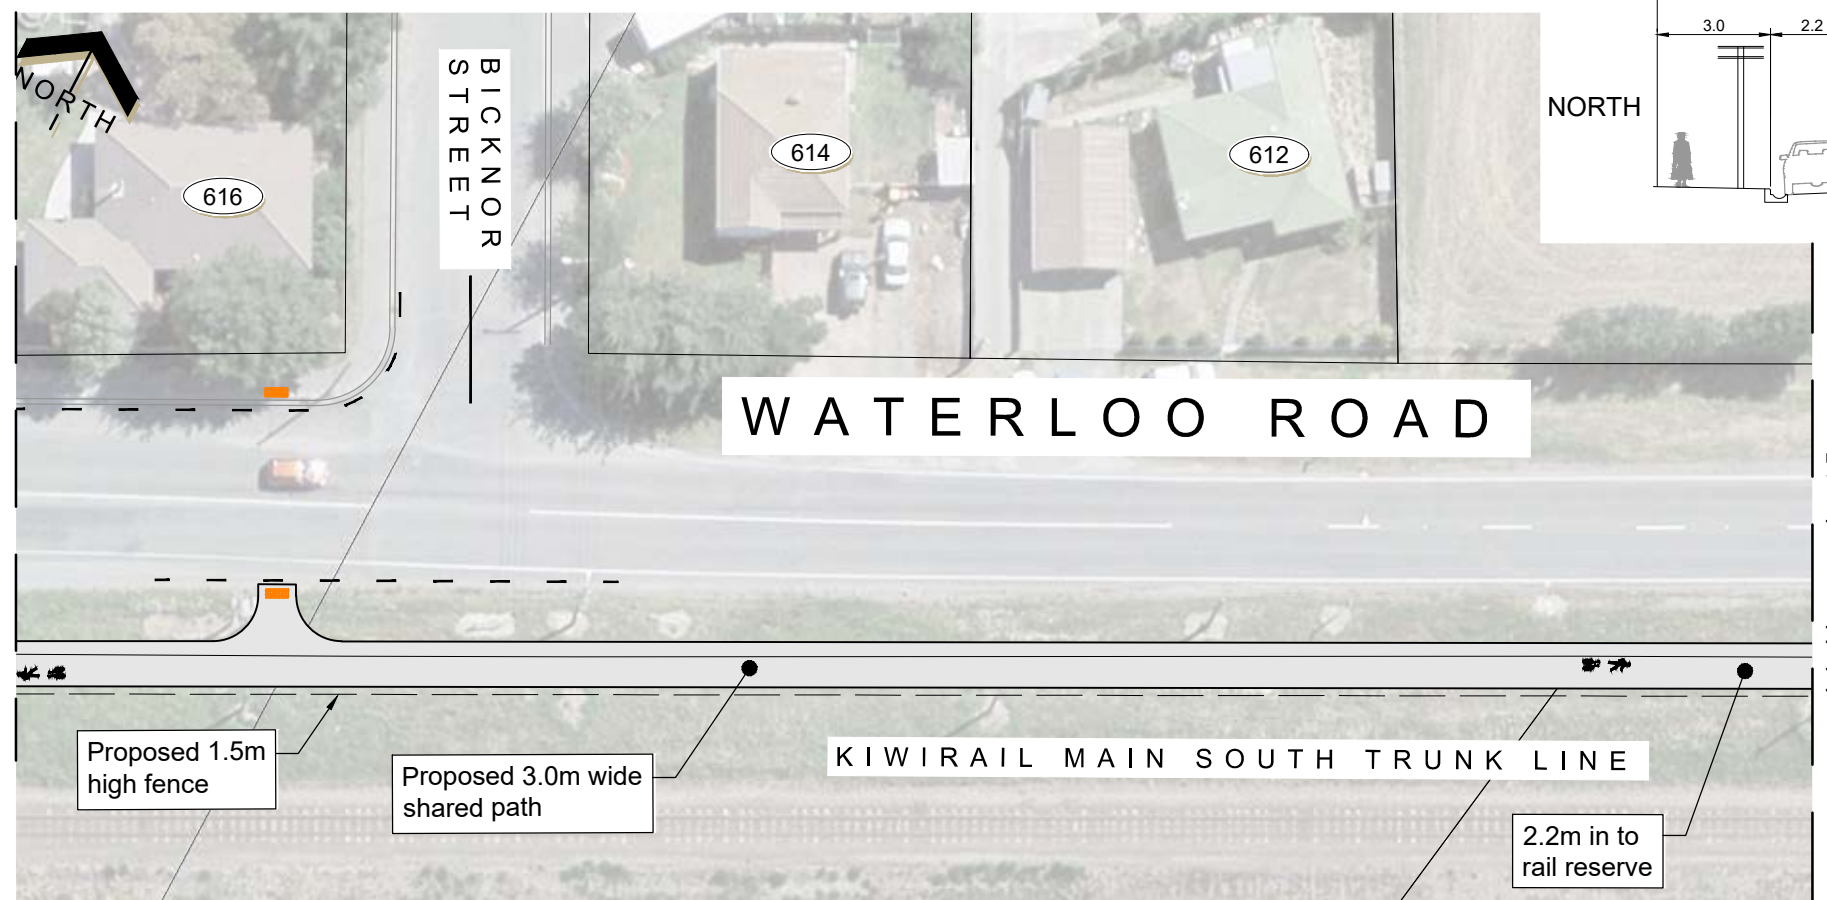 NORTH
BICKNOR
STREET
3.0
2.2
NORTH
614
612
616
WATERLOO ROAD
Proposed 1.5m
high fence
Proposed 3.0m wide
shared path
KIWIRAIL MAIN SOUTH TRUNK LINE
2.2m in to
rail reserve